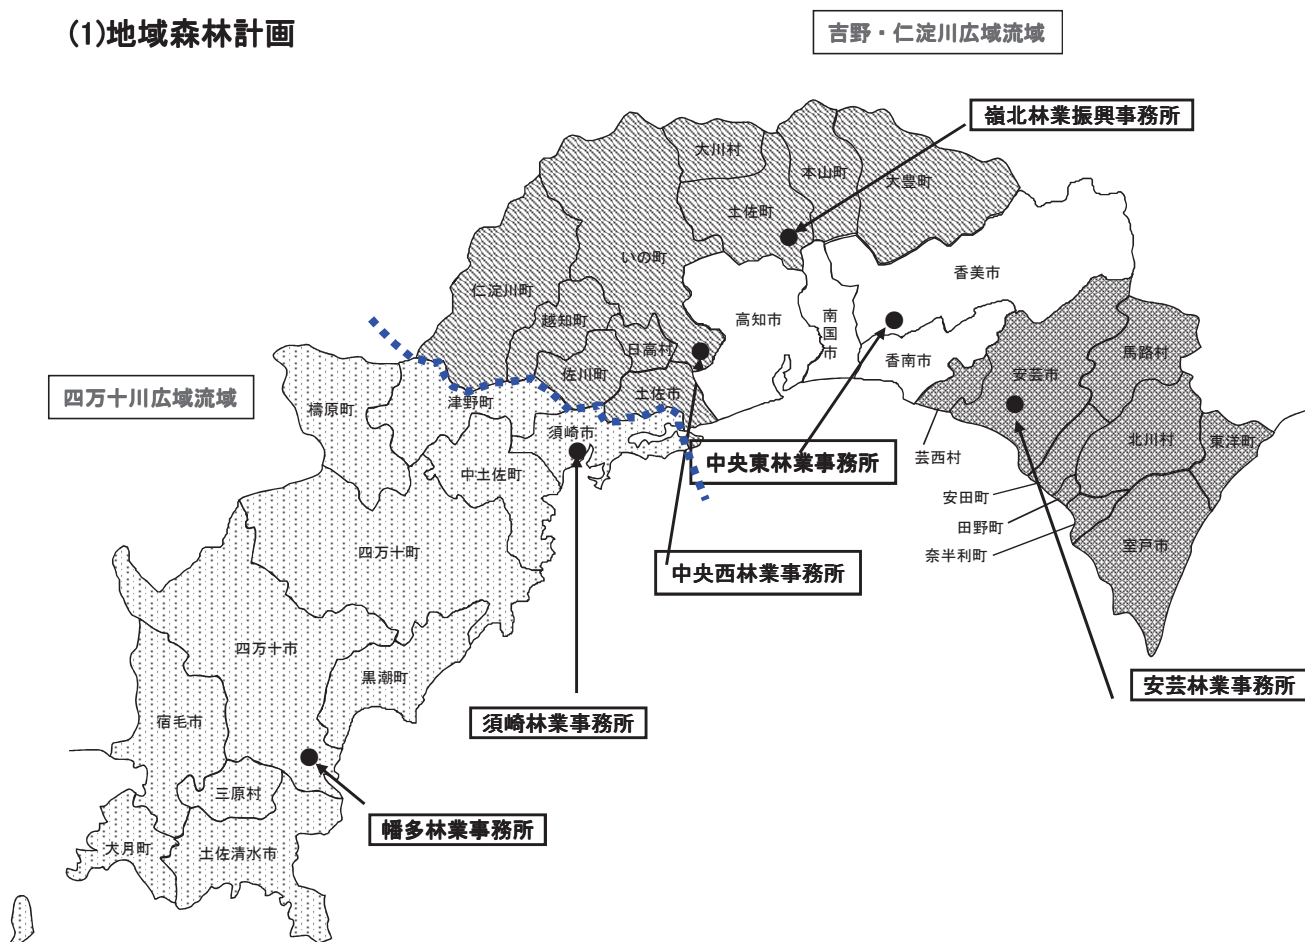 (1)地域森林計画
吉野・仁淀川広域流域
嶺北林業振興事務所
大川村
本山町
大豊町
土佐町
いの町
香美市
仁淀川町
越知町
高知市
南国市
日高村
香南市
馬路村
安芸市
佐川町
四万十川広域流域
土佐市
津野町
檮原町
須崎市
北川村
東洋町
中央東林業事務所
芸西村
中土佐町
安田町
田野町
室戸市
四万十町
奈半利町
中央西林業事務所
四万十市
黒潮町
安芸林業事務所
宿毛市
須崎林業事務所
三原村
幡多林業事務所
大月町
土佐清水市